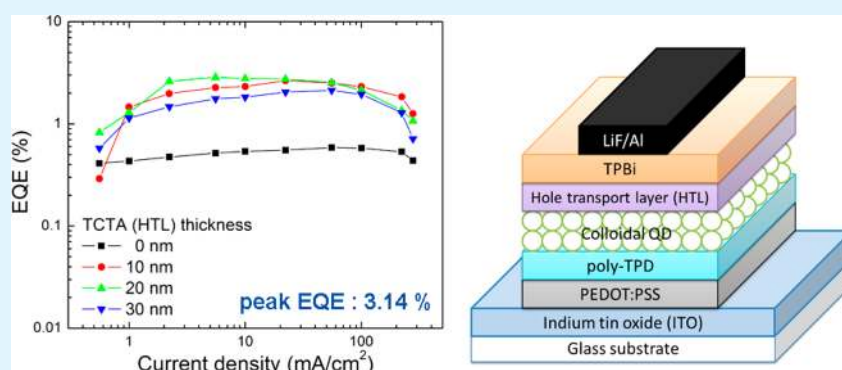 10
1
0.1
0.01
EQE (%)
TCTA (HTL) thickness
0 nm
10 nm
20 nm
30 nm
peak EQE : 3.14 %
1
10
100
Current density (mA/cm²)
LiF/Al
TPBi
Hole transport layer (HTL)
Colloidal QD
poly-TPD
PEDOT:PSS
Indium tin oxide (ITO)
Glass substrate